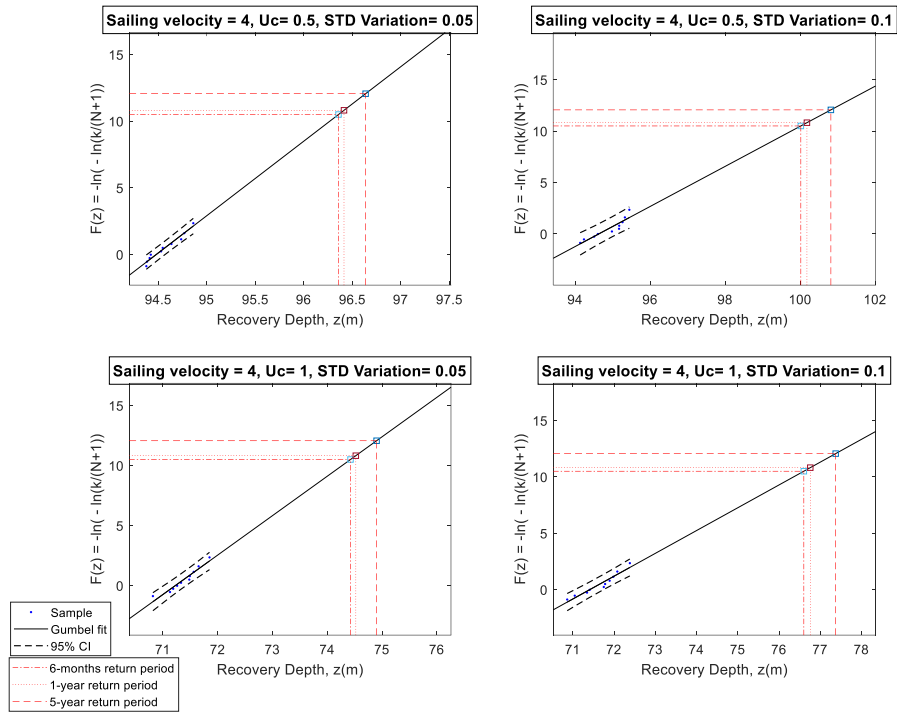 Sailing velocity = 4, Uc= 0.5, STD Variation= 0.05
15
10
5
0
F(z) = -ln( - ln(k/(N+1))
94.5 95 95.5 96 96.5 97 97.5
Recovery Depth, z(m)
Sailing velocity = 4, Uc= 0.5, STD Variation= 0.1
15
10
5
0
F(z) = -ln( - ln(k/(N+1))
94 96 98 100 102
Recovery Depth, z(m)
Sailing velocity = 4, Uc= 1, STD Variation= 0.05
15
10
5
0
F(z) = -ln( - ln(k/(N+1))
71 72 73 74 75 76
Recovery Depth, z(m)
Sailing velocity = 4, Uc= 1, STD Variation= 0.1
15
10
5
0
F(z) = -ln( - ln(k/(N+1))
71 72 73 74 75 76 77 78
Recovery Depth, z(m)
Sample
Gumbel fit
95% CI
6-months return period
1-year return period
5-year return period